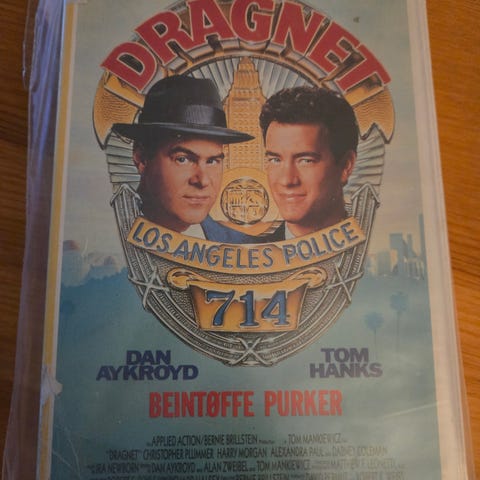 DRAGNET
LOS ANGELES POLICE
714
DAN AYKROYD
TOM HANKS
BEINTØFFE PURKER
APPLIED ACTION/BERNIE BRILLSTEIN TOM MANKIEWICZ
"DRAGNET" CHRISTOPHER PLUMMER HARRY MORGAN ALEXANDRA PAUL DABNEY COLEMAN
IRA NEWBORN DAN AYKROYD ALAN ZWEIBEL TOM MANKIEWICZ